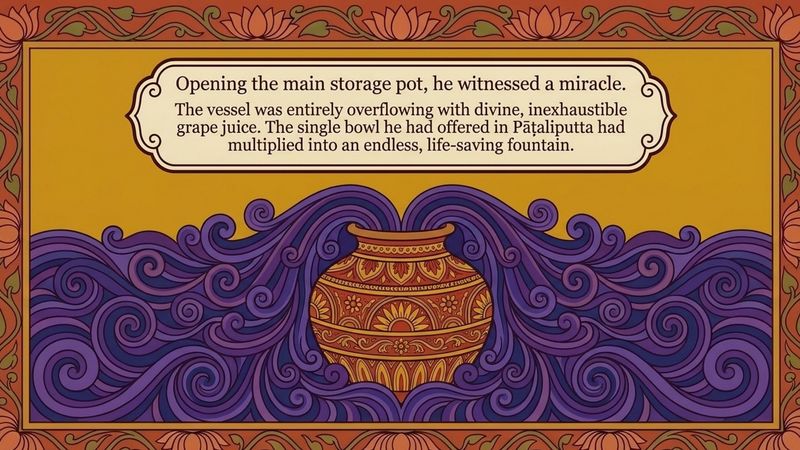 Opening the main storage pot, he witnessed a miracle.
The vessel was entirely overflowing with divine, inexhaustible
grape juice. The single bowl he had offered in Pāṭaliputta had
multiplied into an endless, life-saving fountain.